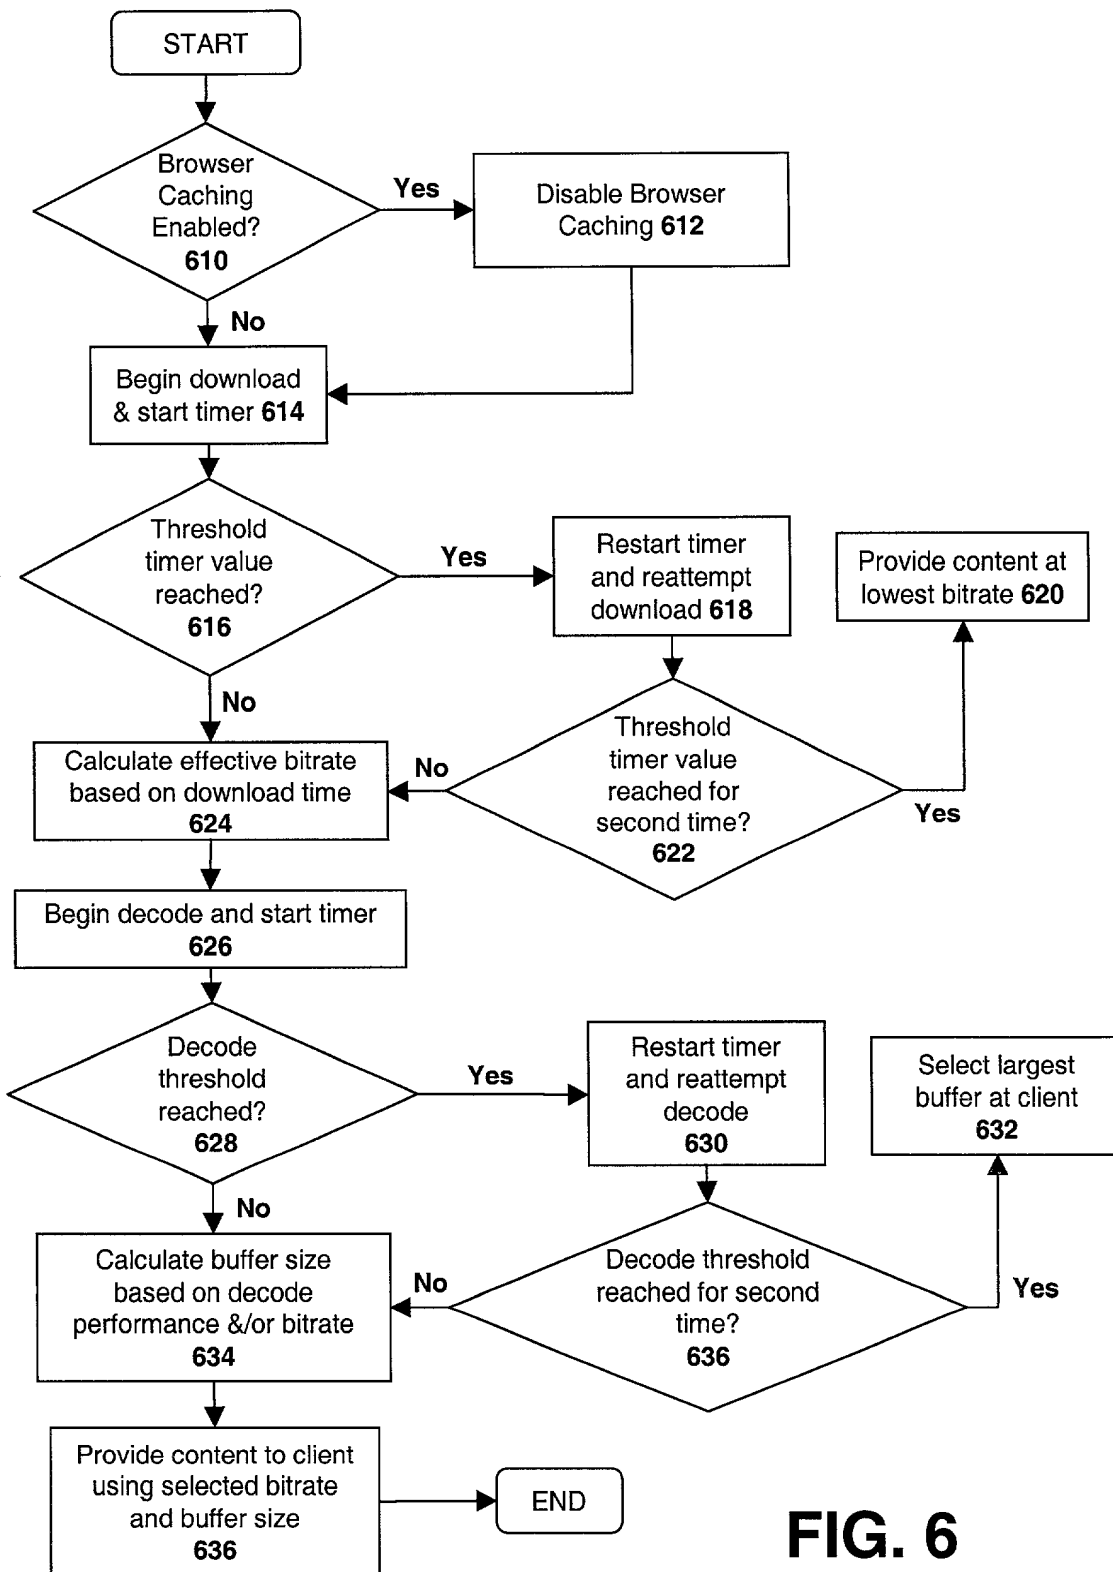 START
Browser
Caching
Enabled?
610
Yes
Disable Browser
Caching 612
No
Begin download
& start timer 614
Threshold
timer value
reached?
616
Yes
Restart timer
and reattempt
download 618
Provide content at
lowest bitrate 620
No
Threshold
timer value
reached for
second time?
622
No
Yes
Calculate effective bitrate
based on download time
624
Begin decode and start timer
626
Decode
threshold
reached?
628
Yes
Restart timer
and reattempt
decode
630
Select largest
buffer at client
632
No
Decode threshold
reached for second
time?
636
No
Yes
Calculate buffer size
based on decode
performance &/or bitrate
634
Provide content to client
using selected bitrate
and buffer size
636
END
FIG. 6